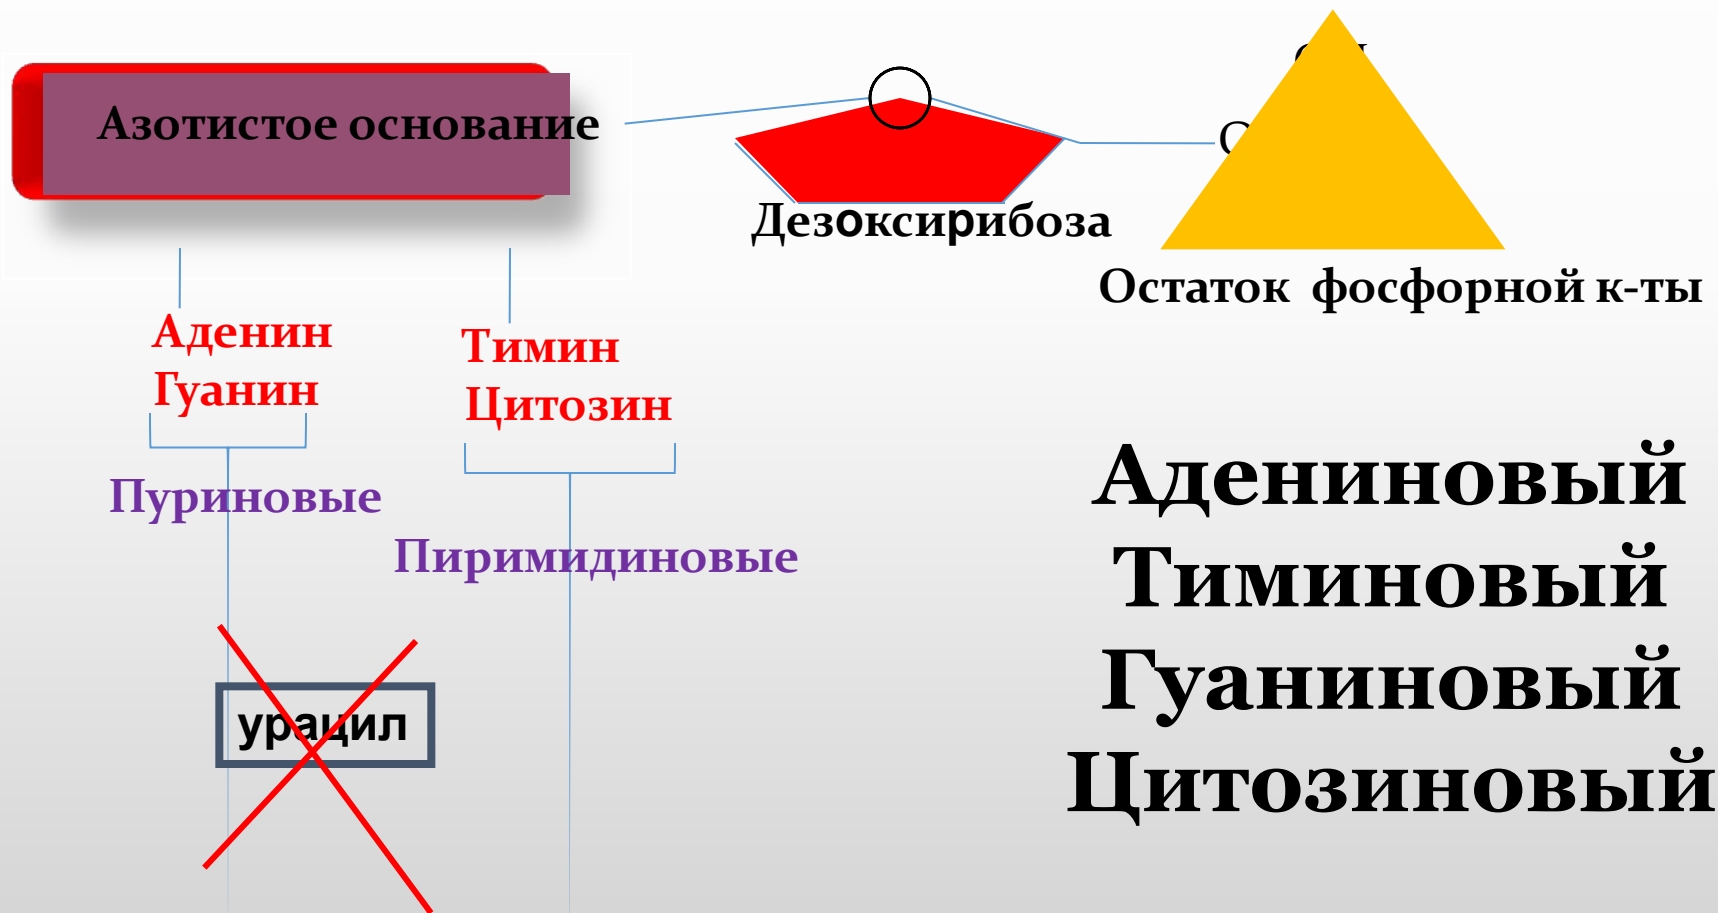 Азотистое основание
Дезоксирибоза
Остаток фосфорной к-ты
Аденин
Гуанин
Тимин
Цитозин
Пуриновые
Пиримидиновые
урацил
Адениновый
Тиминовый
Гуаниновый
Цитозиновый